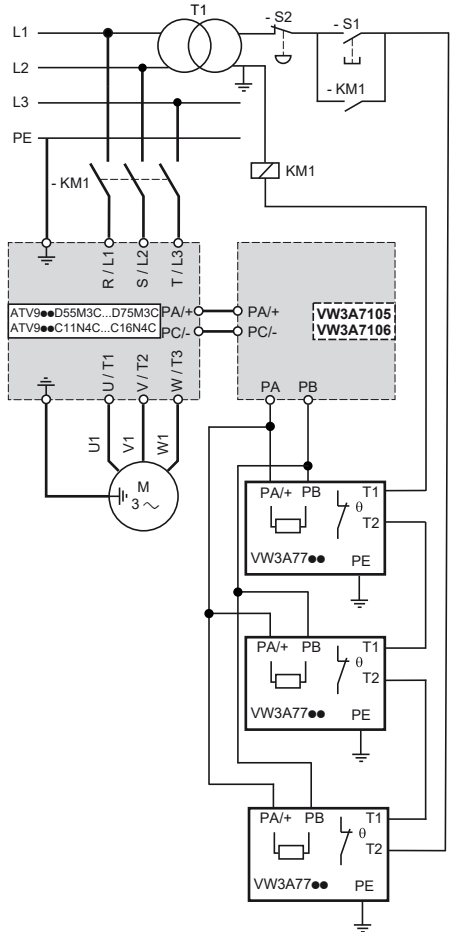 T1
L1
L2
L3
PE
- S2
- S1
- KM1
KM1
- KM1
R / L1
S / L2
T / L3
ATV9●●D55M3C...D75M3C
ATV9●●C11N4C...C16N4C
PA/+
PC/-
PA/+
PC/-
VW3A7105
VW3A7106
U / T1
V / T2
W / T3
PA
PB
U1
V1
W1
M
3 ~
PA/+
PB
T1
θ
T2
VW3A77●●
PE
PA/+
PB
T1
θ
T2
VW3A77●●
PE
PA/+
PB
T1
θ
T2
VW3A77●●
PE